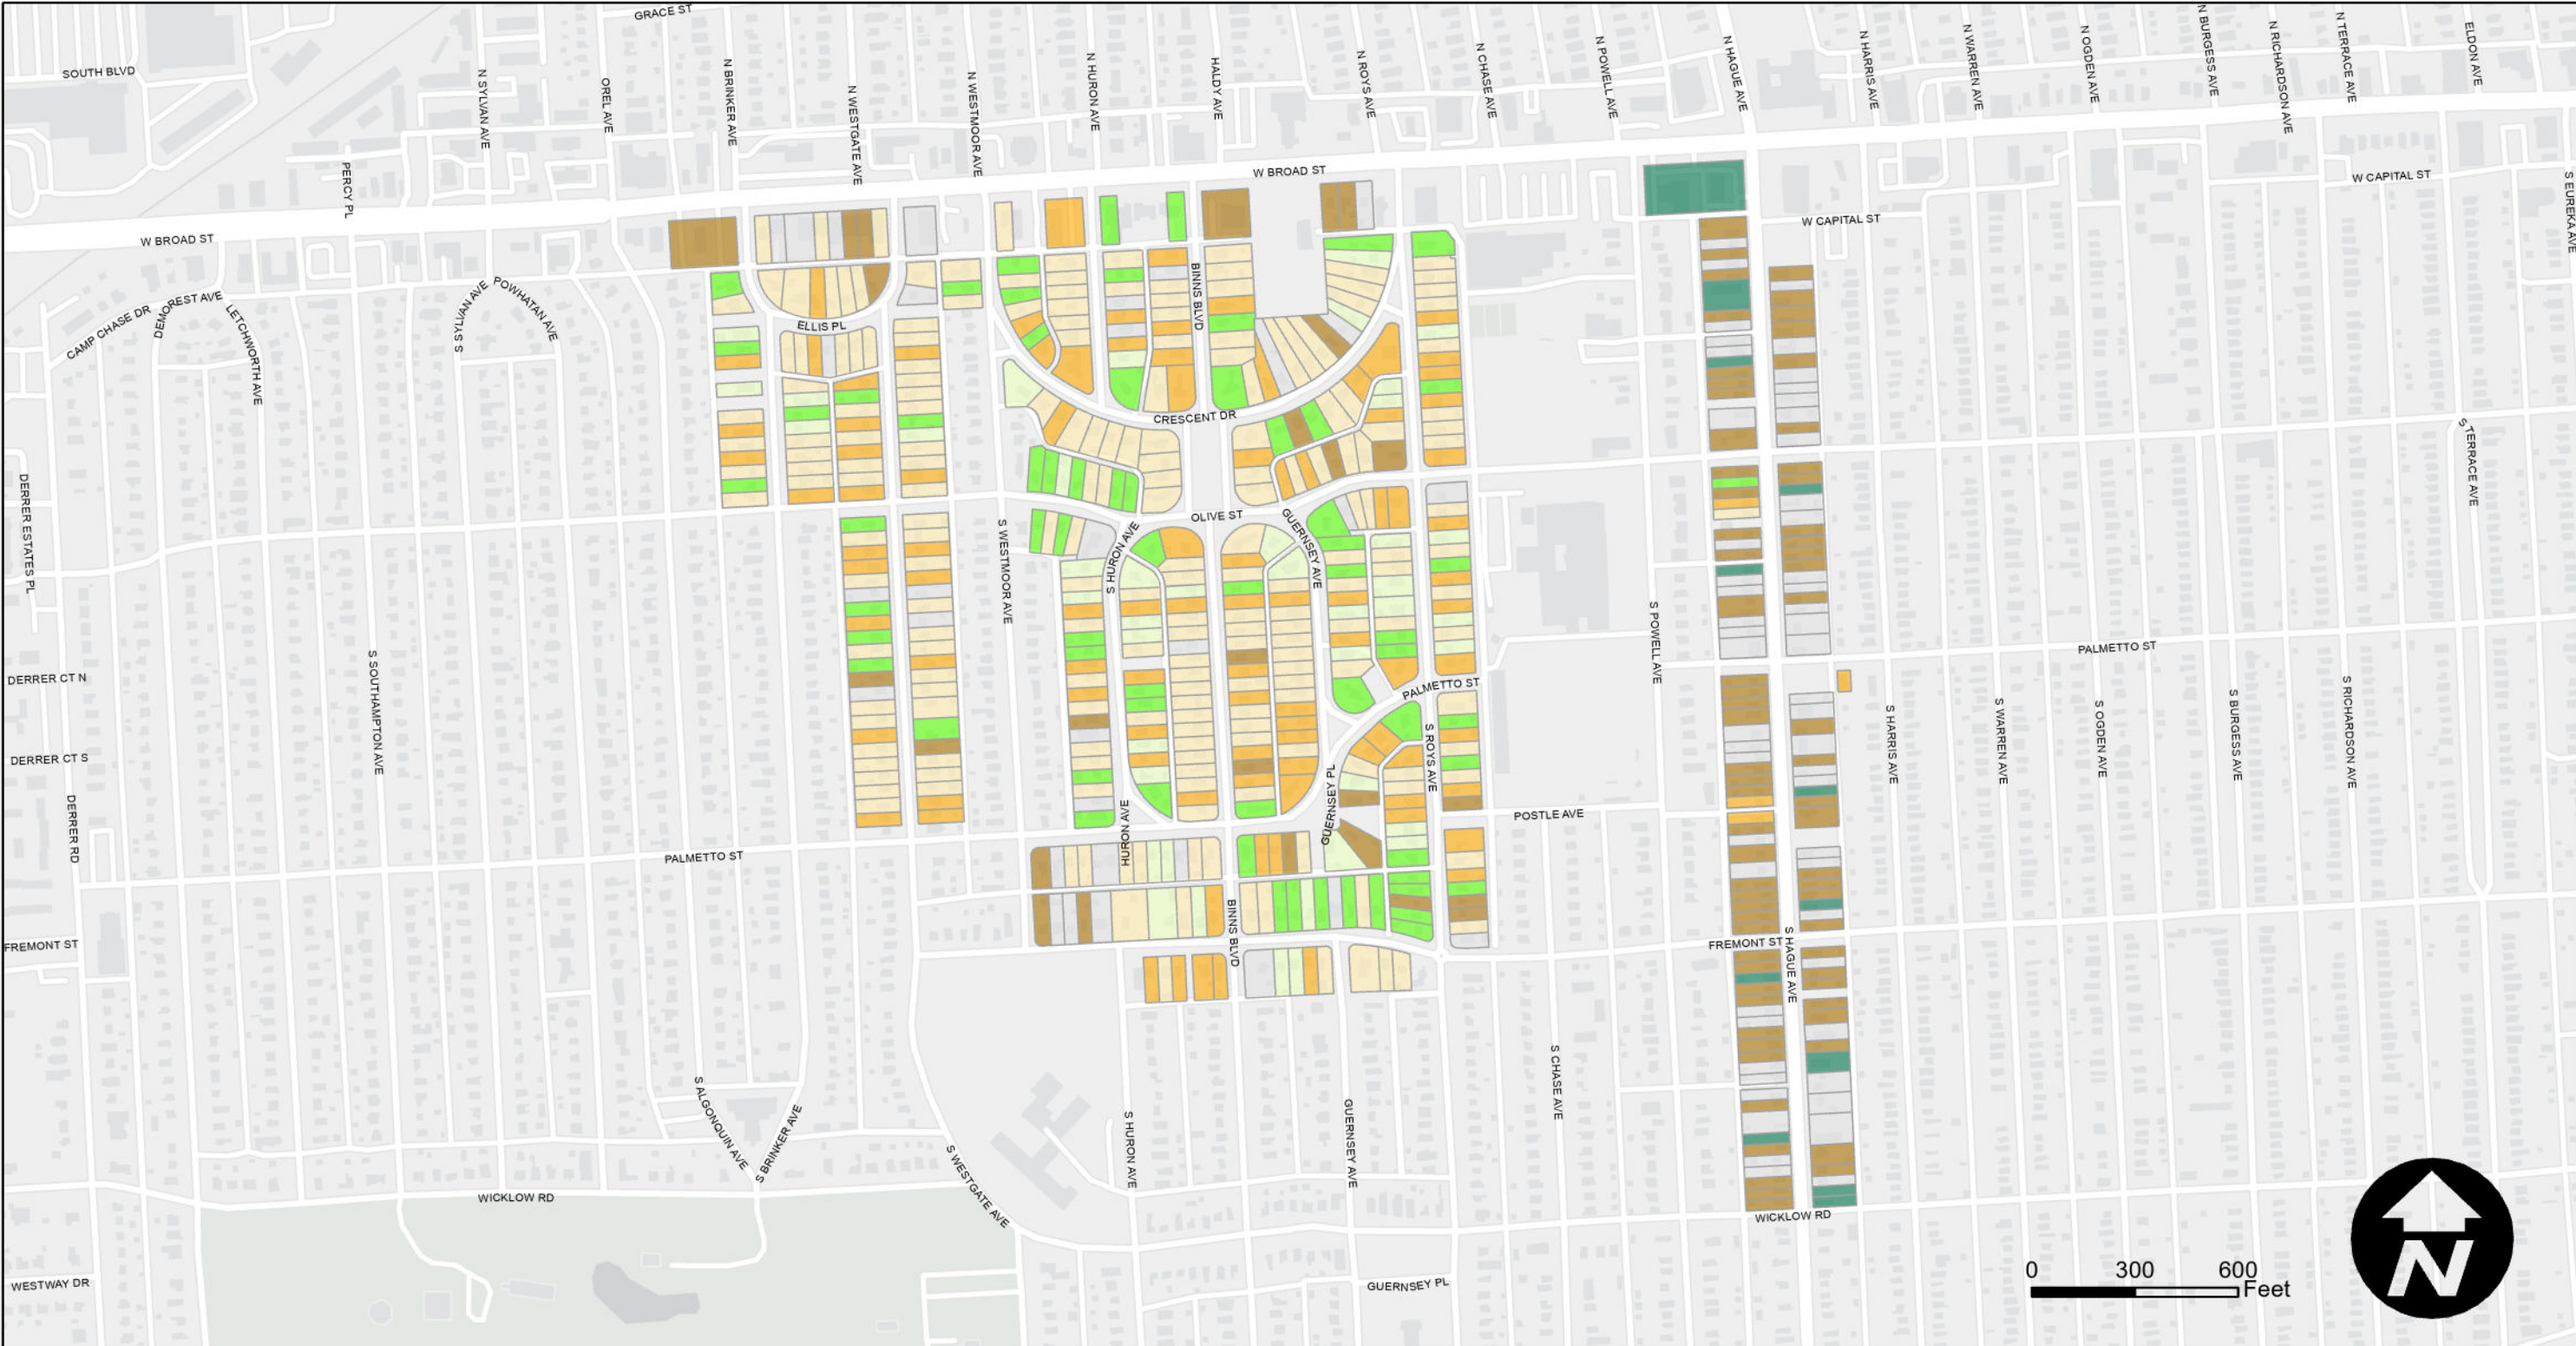 GRACE ST
SOUTH BLVD
N SYLVAN AVE
OREL AVE
N BRINKER AVE
N WESTGATE AVE
N WESTMOOR AVE
N HURON AVE
HALDY AVE
N ROYS AVE
N CHASE AVE
N POWELL AVE
N HAGUE AVE
N HARRIS AVE
N WARREN AVE
N OGDEN AVE
N BURGESS AVE
N RICHARDSON AVE
N TERRACE AVE
ELDON AVE
PERCY PL
W BROAD ST
W BROAD ST
W CAPITAL ST
W CAPITAL ST
S EUREKA AVE
CAMP CHASE DR
DEMOREST AVE
LETCHWORTH AVE
S SYLVAN AVE
POWHATAN AVE
ELLIS PL
BINNS BLVD
CRESCENT DR
S TERRACE AVE
DERRER ESTATES PL
S WESTMOOR AVE
S HURON AVE
OLIVE ST
GUERNSEY AVE
S POWELL AVE
PALMETTO ST
DERRER CT N
S SOUTHAMPTON AVE
PALMETTO ST
S HARRIS AVE
S WARREN AVE
S OGDEN AVE
S BURGESS AVE
S RICHARDSON AVE
DERRER CT S
S ROYS AVE
GUERNSEY PL
DERRER RD
HURON AVE
POSTLE AVE
PALMETTO ST
BINNS BLVD
FREMONT ST
FREMONT ST
S HAGUE AVE
S CHASE AVE
S ALGONQUIN AVE
S BRINKER AVE
S HURON AVE
GUERNSEY AVE
S WESTGATE AVE
WICKLOW RD
WICKLOW RD
WESTWAY DR
GUERNSEY PL
0 300 600
Feet
N